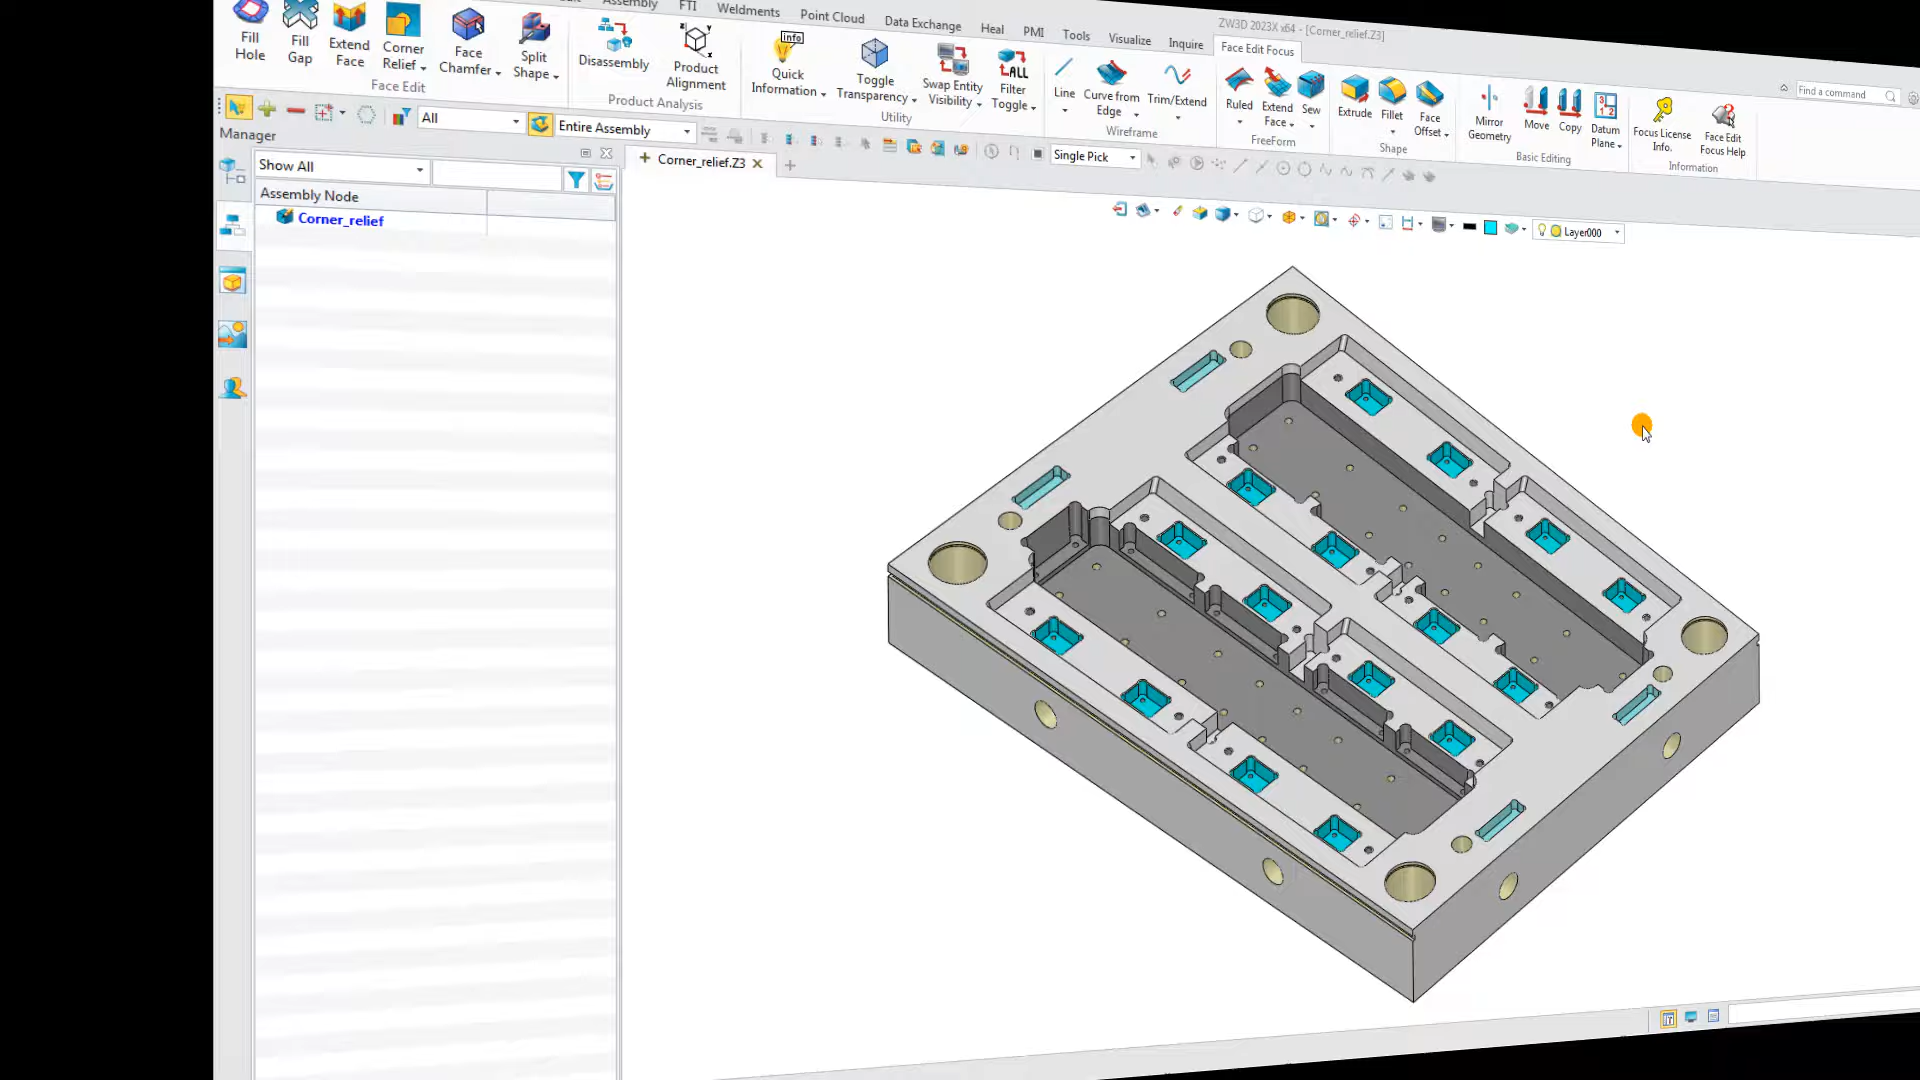 Assembly
FTI
Weldments
Point Cloud
Data Exchange
Heal
PMI
Tools
Visualize
Inquire
ZW3D 2023X x64 - [Corner_relief.Z3]
Face Edit Focus
Find a command
Fill Hole
Fill Gap
Extend Face
Corner Relief
Face Chamfer
Split Shape
Face Edit
Disassembly
Product Alignment
Product Analysis
info
Quick Information
Toggle Transparency
Swap Entity Visibility
ALL
Filter Toggle
Utility
Line
Curve from Edge
Trim/Extend
Wireframe
Ruled
Extend Face
Sew
FreeForm
Extrude
Fillet
Face Offset
Shape
Mirror Geometry
Move
Copy
Datum Plane
Basic Editing
Focus License Info.
Face Edit Focus Help
Information
All
Entire Assembly
Single Pick
Manager
Corner_relief.Z3
Show All
Assembly Node
Corner_relief
Layer000